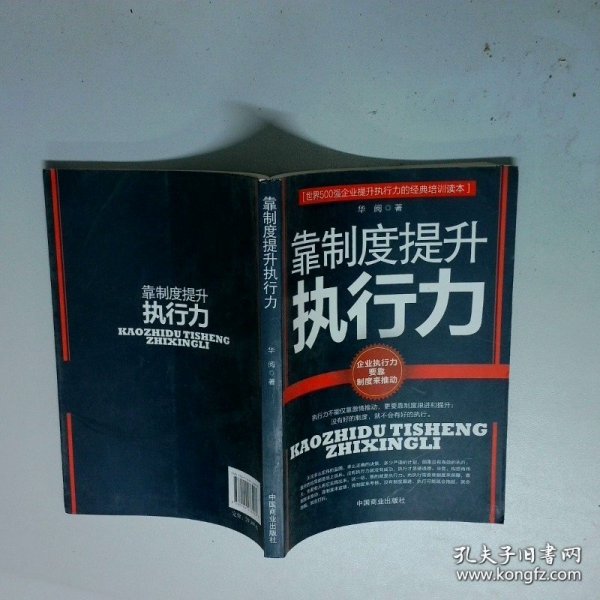 靠制度提升
执行力
KAOZHIDU TISHENG
ZHIXINGLI
靠制度提升执行力
华阅 ◎ 著
[世界500强企业提升执行力的经典培训读本]
华 阅 ◎ 著
靠制度提升
执行力
企业执行力
要靠
制度来推动
执行力不能仅靠激情推动，更要靠制度保进和提升；
没有好的制度，就不会有好的执行。
KAOZHIDU TISHENG
ZHIXINGLI
中国商业出版社
中国商业出版社
孔夫子旧书网
www.kongfz.com